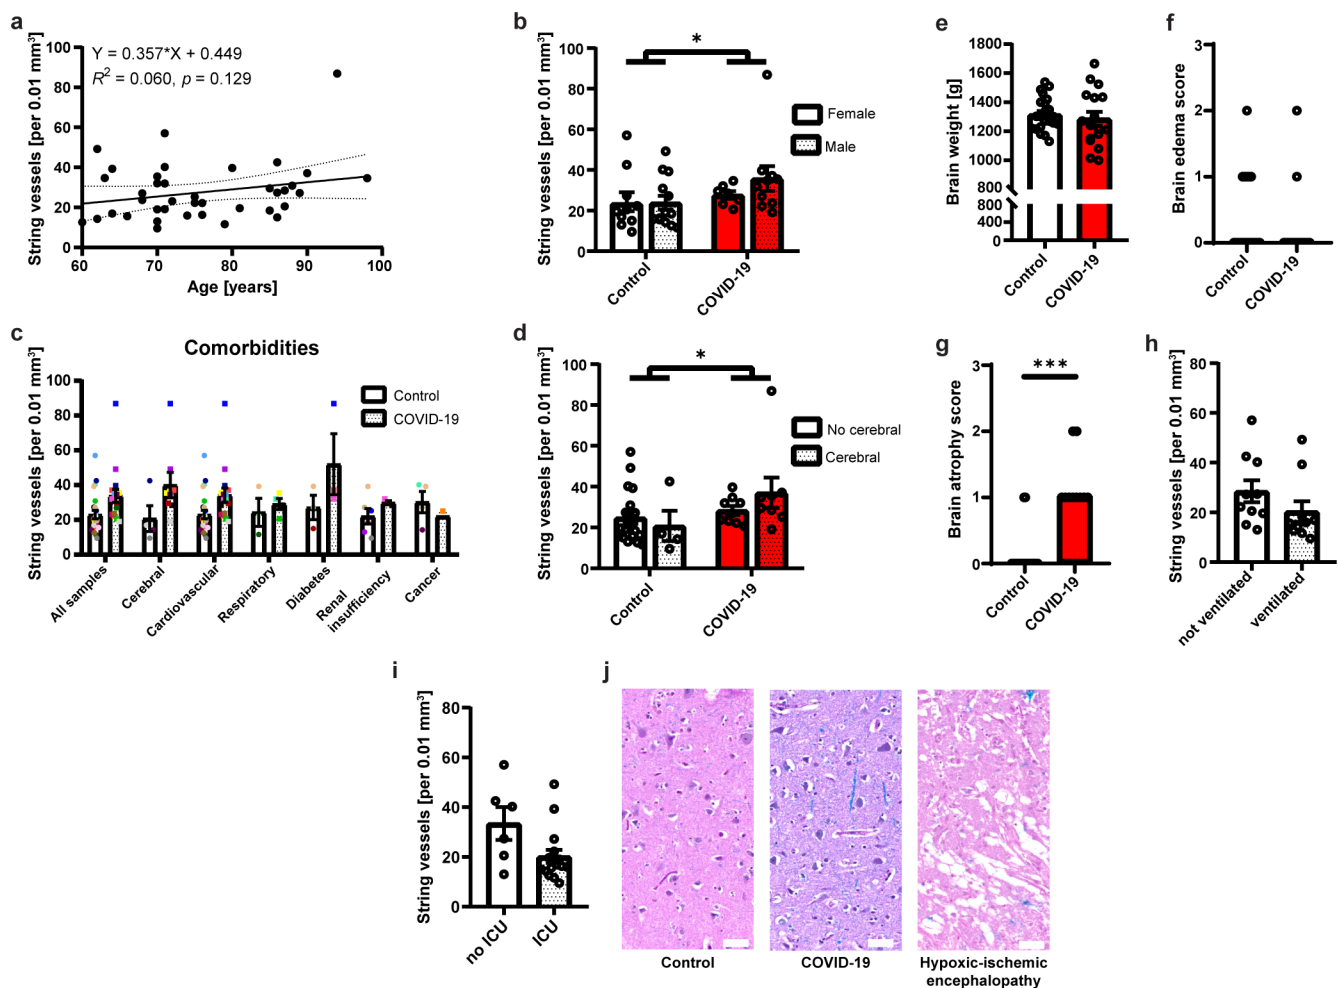 a
String vessels [per 0.01 mm³]
Y = 0.357*X + 0.449
R² = 0.060, p = 0.129
100
80
60
40
20
0
60
70
80
90
100
Age [years]
b
String vessels [per 0.01 mm³]
100
80
60
40
20
0
*
Female
Male
Control
COVID-19
e
Brain weight [g]
1800
1600
1400
1200
1000
800
800
400
0
Control
COVID-19
f
Brain edema score
3
2
1
0
Control
COVID-19
c
Comorbidities
String vessels [per 0.01 mm³]
100
80
60
40
20
0
Control
COVID-19
All samples
Cerebral
Cardiovascular
Respiratory
Diabetes
Renal
insufficiency
Cancer
d
String vessels [per 0.01 mm³]
100
80
60
40
20
0
*
No cerebral
Cerebral
Control
COVID-19
g
Brain atrophy score
3
2
1
0
***
Control
COVID-19
h
String vessels [per 0.01 mm³]
80
60
40
20
0
not ventilated
ventilated
i
String vessels [per 0.01 mm³]
80
60
40
20
0
no ICU
ICU
j
Control
COVID-19
Hypoxic-ischemic
encephalopathy